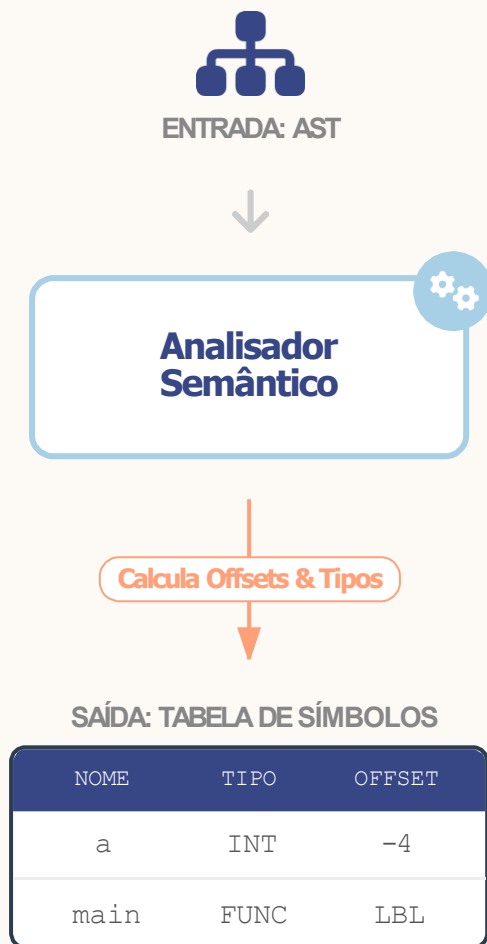 ENTRADA: AST
Analisador
Semântico
Calcula Offsets & Tipos
SAÍDA: TABELA DE SÍMBOLOS
NOME TIPO OFFSET
a INT -4
main FUNC LBL